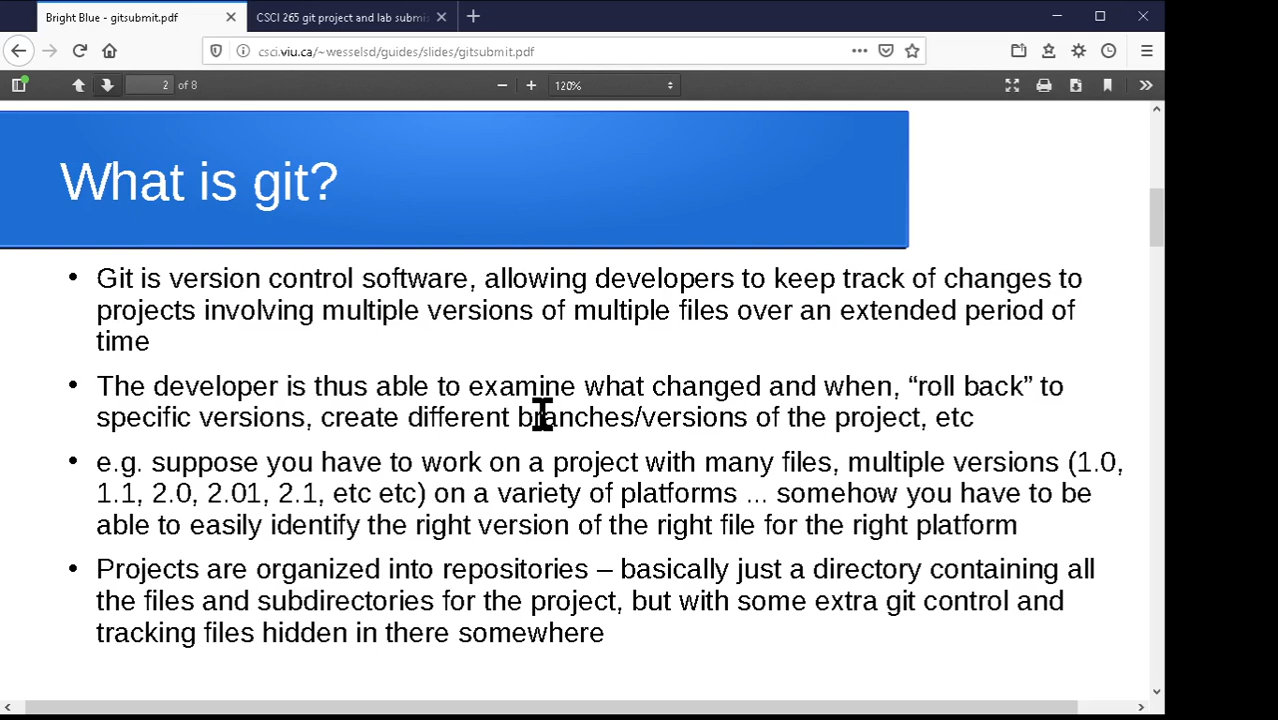 Bright Blue - gitsubmit.pdf
CSCI 265 git project and lab submis
csci.viu.ca/~wesselsd/guides/slides/gitsubmit.pdf
2 of 8
120%
What is git?
• Git is version control software, allowing developers to keep track of changes to
projects involving multiple versions of multiple files over an extended period of
time
• The developer is thus able to examine what changed and when, “roll back” to
specific versions, create different branches/versions of the project, etc
• e.g. suppose you have to work on a project with many files, multiple versions (1.0,
1.1, 2.0, 2.01, 2.1, etc etc) on a variety of platforms ... somehow you have to be
able to easily identify the right version of the right file for the right platform
• Projects are organized into repositories – basically just a directory containing all
the files and subdirectories for the project, but with some extra git control and
tracking files hidden in there somewhere